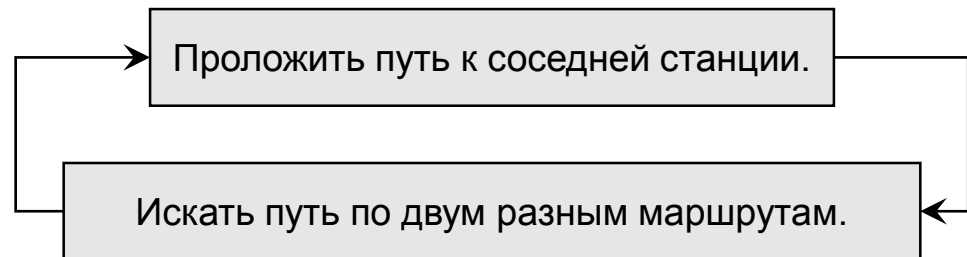 Проложить путь к соседней станции.
Искать путь по двум разным маршрутам.